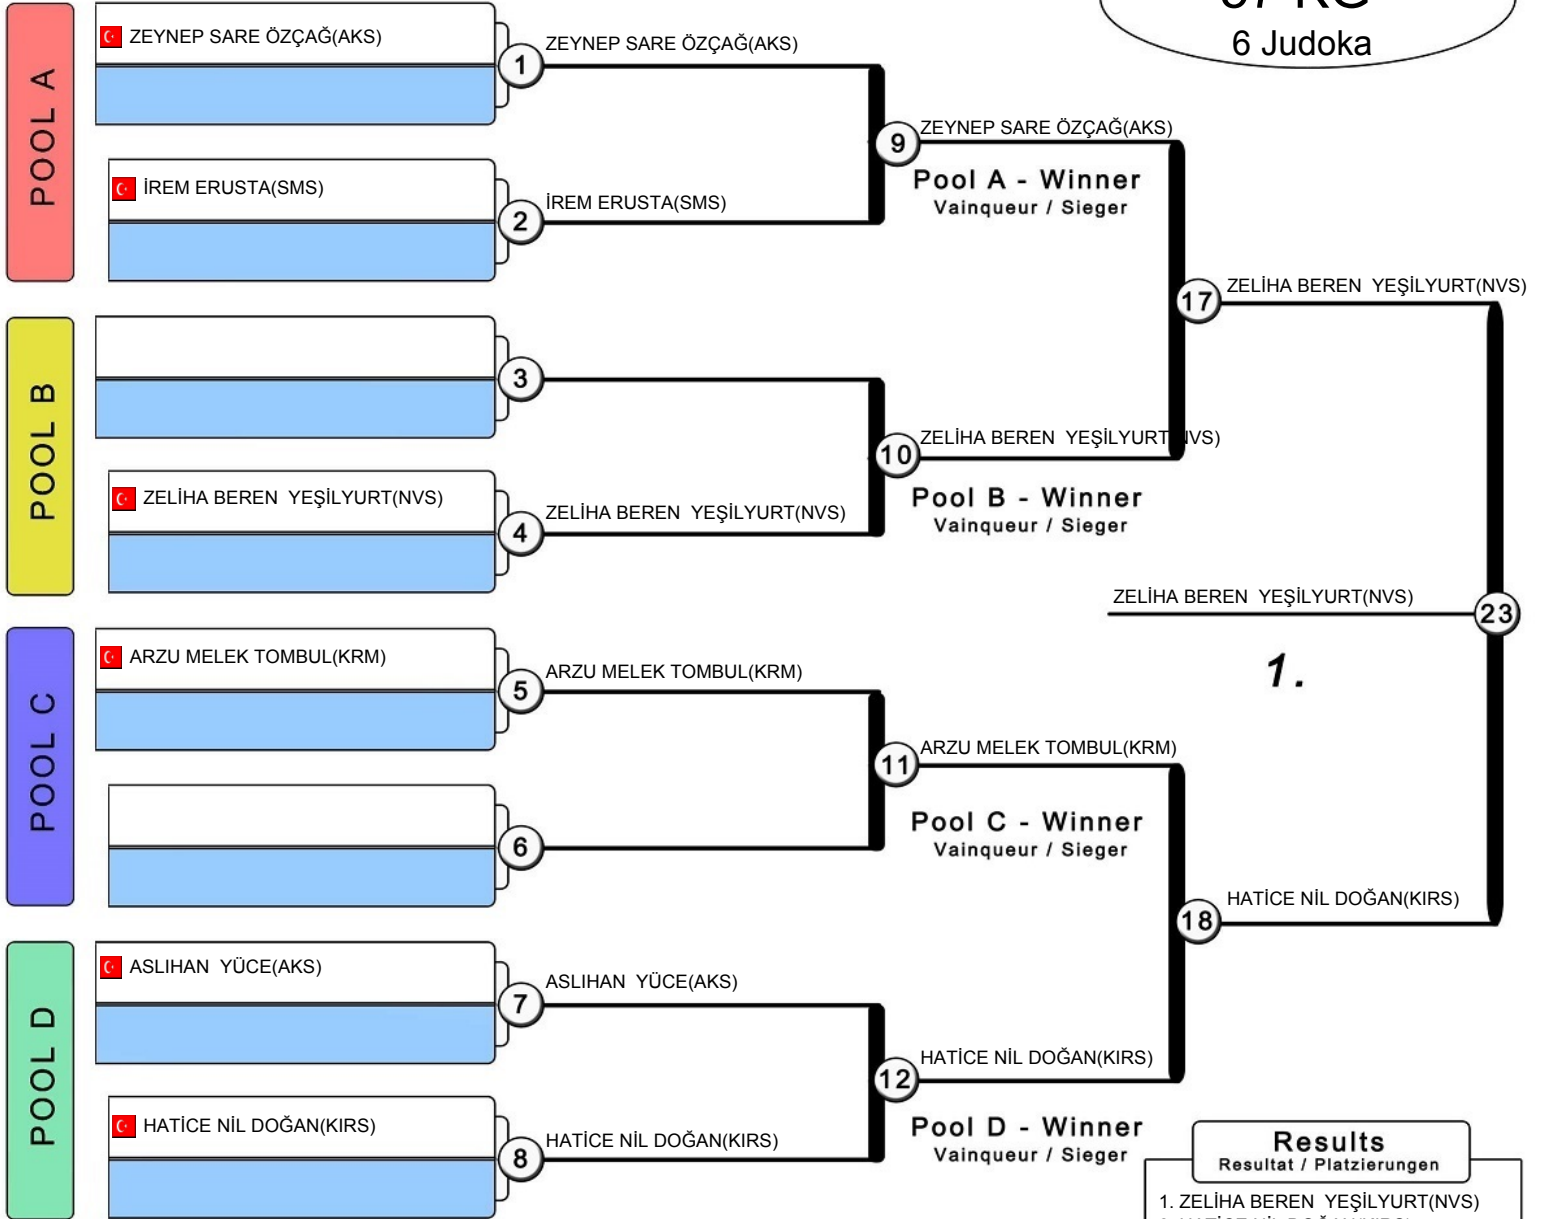 57 KG
6 Judoka
POOL A
ZEYNEP SARE ÖZÇAĞ(AKS)
1
ZEYNEP SARE ÖZÇAĞ(AKS)
İREM ERUSTA(SMS)
2
İREM ERUSTA(SMS)
9
ZEYNEP SARE ÖZÇAĞ(AKS)
Pool A - Winner
Vainqueur / Sieger
POOL B
3
ZELİHA BEREN YEŞİLYURT(NVS)
4
ZELİHA BEREN YEŞİLYURT(NVS)
10
ZELİHA BEREN YEŞİLYURT(NVS)
Pool B - Winner
Vainqueur / Sieger
17
ZELİHA BEREN YEŞİLYURT(NVS)
ZELİHA BEREN YEŞİLYURT(NVS)
23
1.
POOL C
ARZU MELEK TOMBUL(KRM)
5
ARZU MELEK TOMBUL(KRM)
6
11
ARZU MELEK TOMBUL(KRM)
Pool C - Winner
Vainqueur / Sieger
18
HATİCE NİL DOĞAN(KIRS)
POOL D
ASLIHAN YÜCE(AKS)
7
ASLIHAN YÜCE(AKS)
HATİCE NİL DOĞAN(KIRS)
8
HATİCE NİL DOĞAN(KIRS)
12
HATİCE NİL DOĞAN(KIRS)
Pool D - Winner
Vainqueur / Sieger
Results
Resultat / Platzierungen
1. ZELİHA BEREN YEŞİLYURT(NVS)